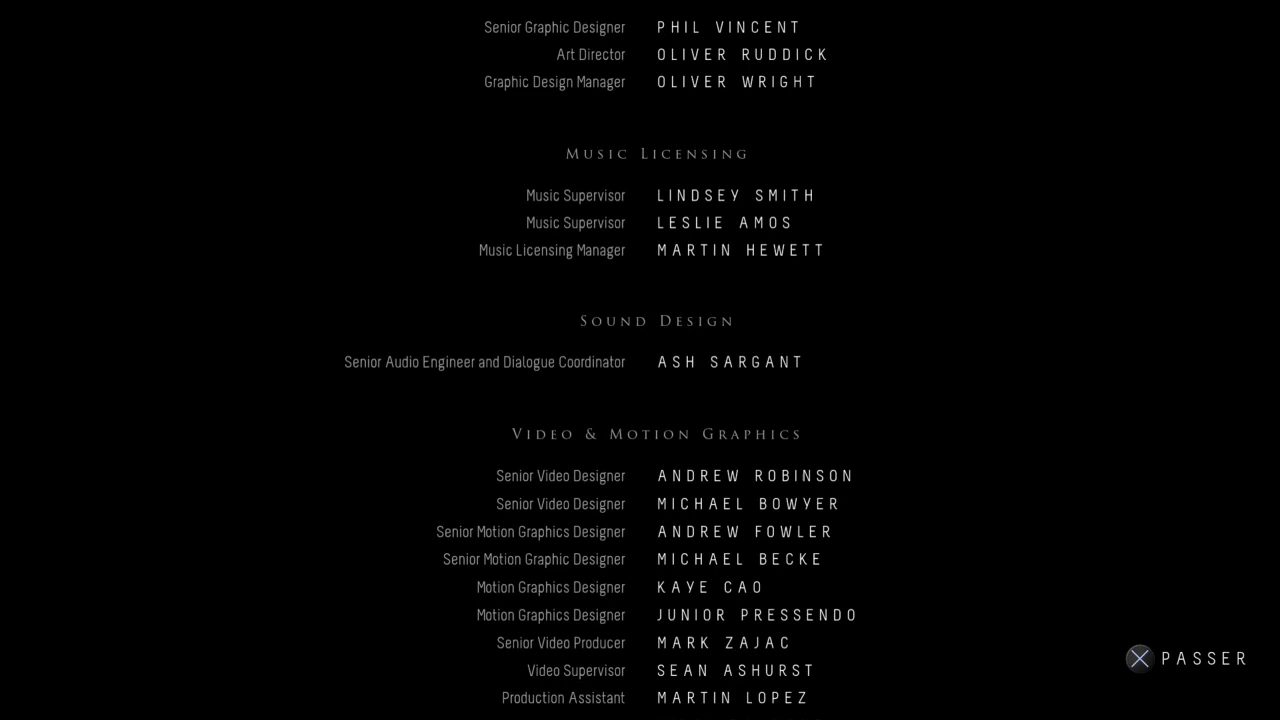 Senior Graphic Designer PHIL VINCENT
Art Director OLIVER RUDDICK
Graphic Design Manager OLIVER WRIGHT
MUSIC LICENSING
Music Supervisor LINDSEY SMITH
Music Supervisor LESLIE AMOS
Music Licensing Manager MARTIN HEWETT
SOUND DESIGN
Senior Audio Engineer and Dialogue Coordinator ASH SARGANT
VIDEO & MOTION GRAPHICS
Senior Video Designer ANDREW ROBINSON
Senior Video Designer MICHAEL BOWYER
Senior Motion Graphics Designer ANDREW FOWLER
Senior Motion Graphic Designer MICHAEL BECKE
Motion Graphics Designer KAYE CAO
Motion Graphics Designer JUNIOR PRESSENDO
Senior Video Producer MARK ZAJAC
Video Supervisor SEAN ASHURST
Production Assistant MARTIN LOPEZ
PASSER